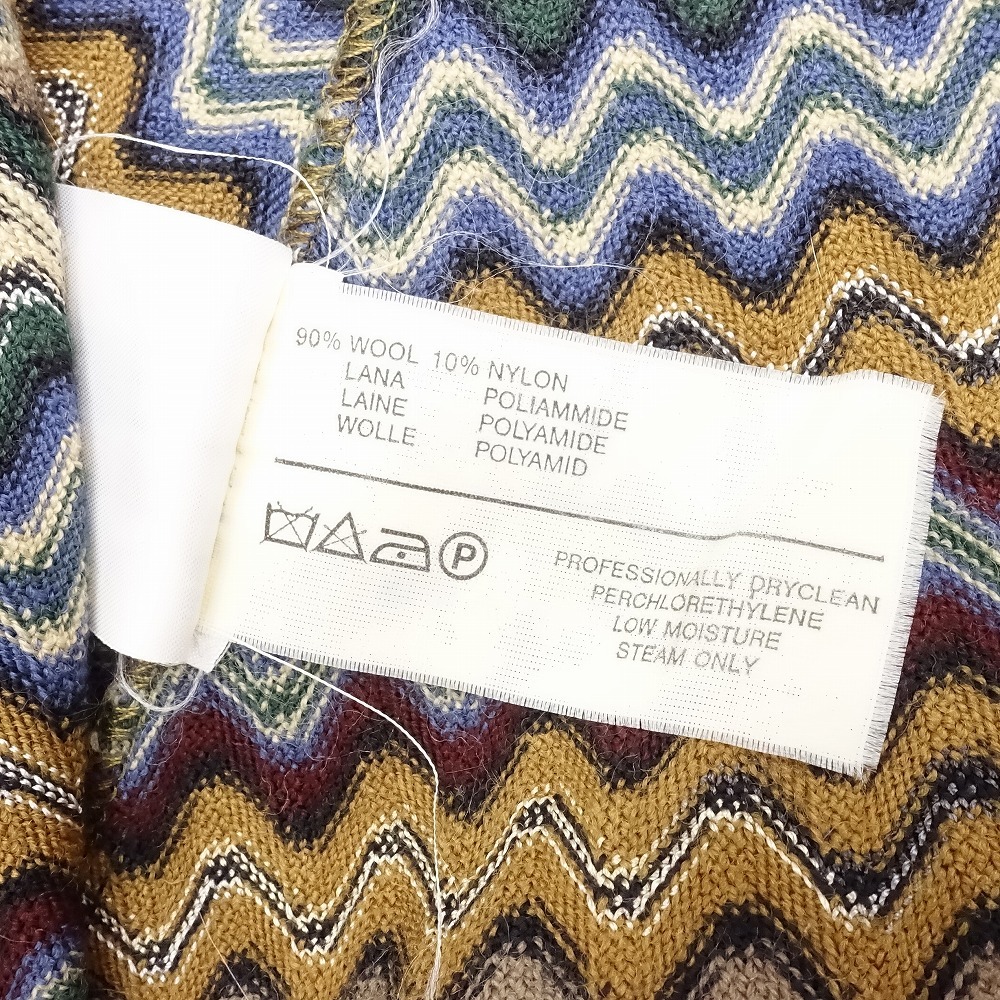 90% WOOL 10% NYLON
LANA POLIAMMIDE
LAINE POLYAMIDE
WOLLE POLYAMID
P
PROFESSIONALLY DRYCLEAN
PERCHLORETHYLENE
LOW MOISTURE
STEAM ONLY